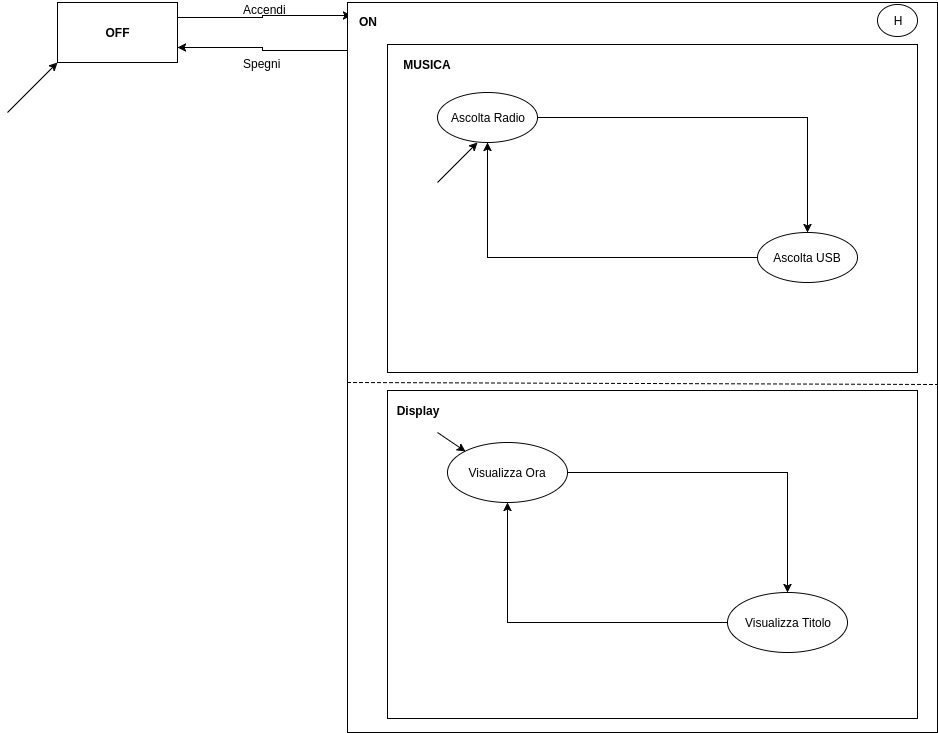 Accendi
OFF
Spegni
ON
H
MUSICA
Ascolta Radio
Ascolta USB
Display
Visualizza Ora
Visualizza Titolo